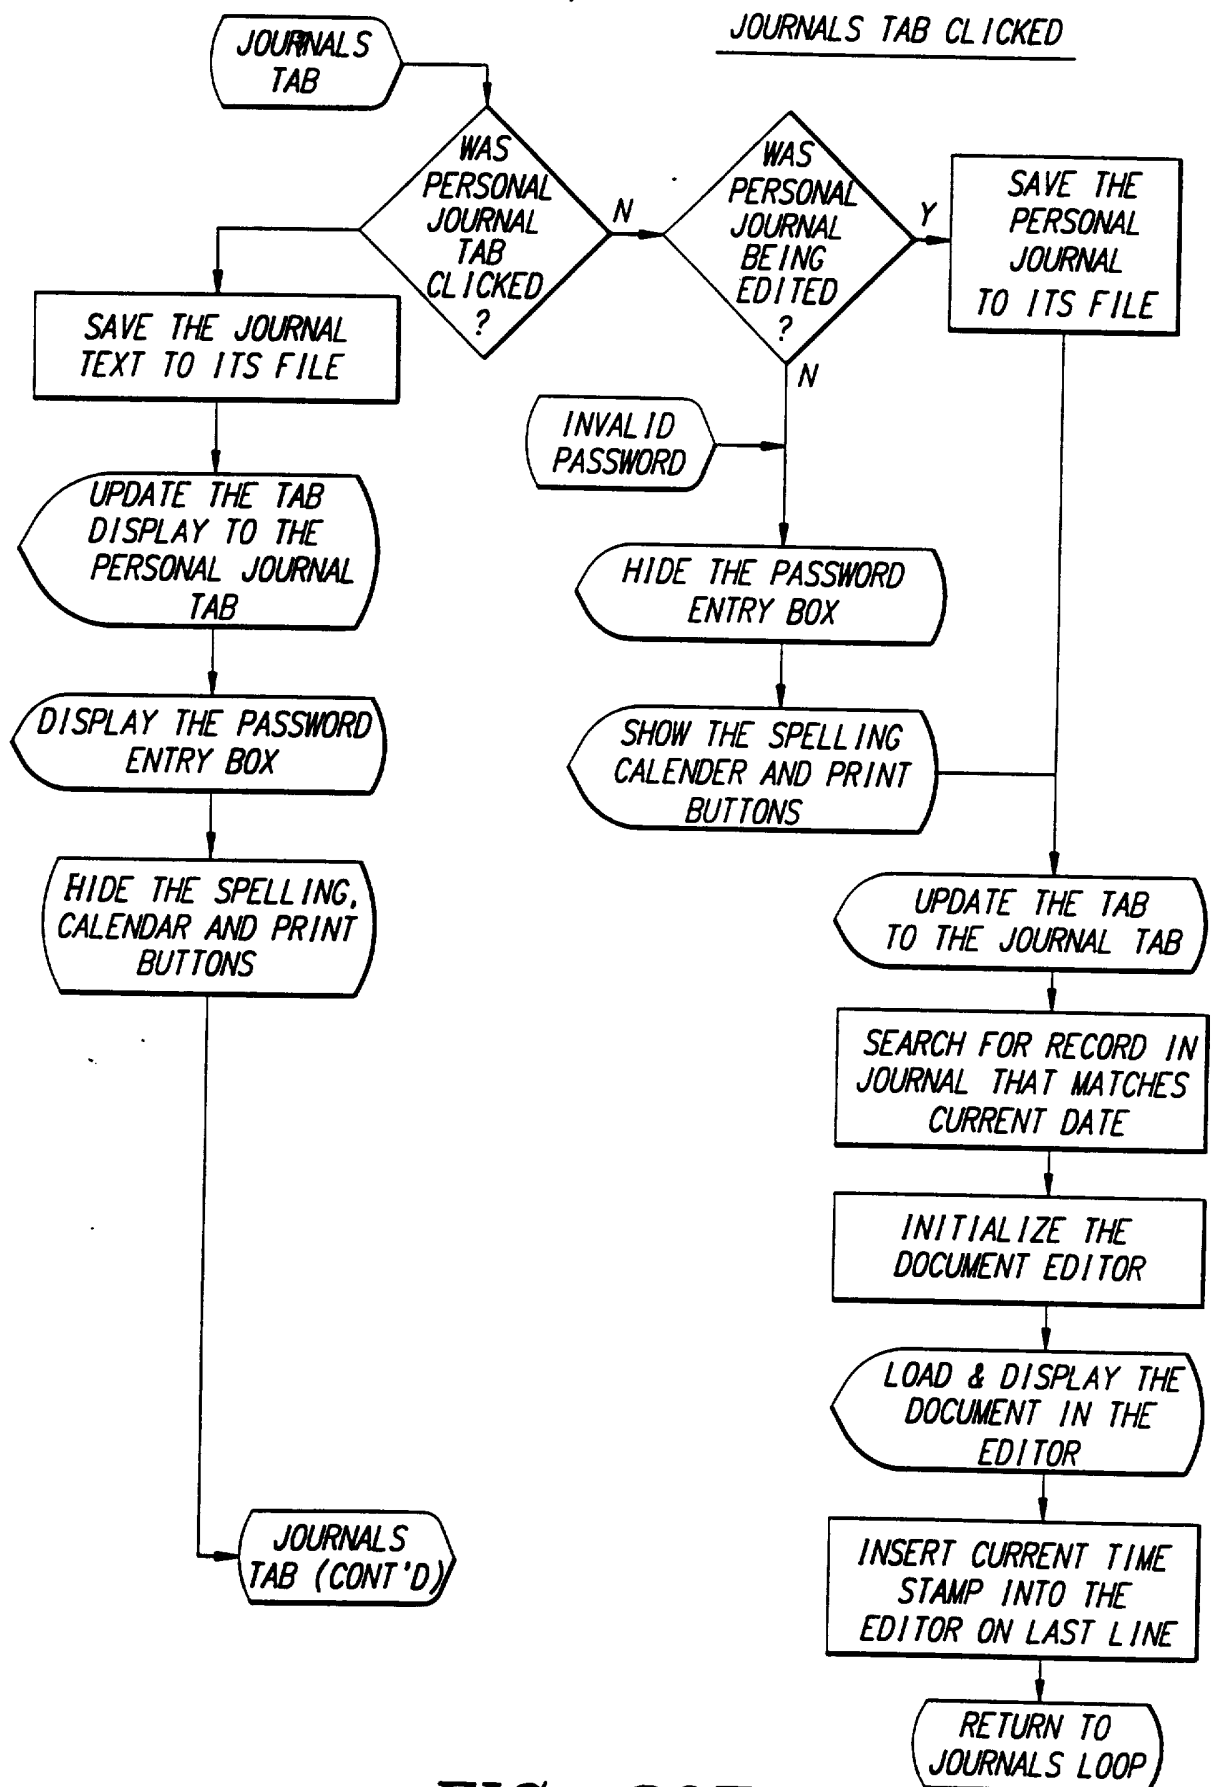 JOURNALS TAB CLICKED
JOURNALS
TAB
WAS
PERSONAL
JOURNAL
TAB
CLICKED
?
N
WAS
PERSONAL
JOURNAL
BEING
EDITED
?
Y
SAVE THE
PERSONAL
JOURNAL
TO ITS FILE
N
SAVE THE JOURNAL
TEXT TO ITS FILE
INVALID
PASSWORD
UPDATE THE TAB
DISPLAY TO THE
PERSONAL JOURNAL
TAB
HIDE THE PASSWORD
ENTRY BOX
DISPLAY THE PASSWORD
ENTRY BOX
SHOW THE SPELLING
CALENDER AND PRINT
BUTTONS
HIDE THE SPELLING,
CALENDAR AND PRINT
BUTTONS
UPDATE THE TAB
TO THE JOURNAL TAB
SEARCH FOR RECORD IN
JOURNAL THAT MATCHES
CURRENT DATE
INITIALIZE THE
DOCUMENT EDITOR
LOAD & DISPLAY THE
DOCUMENT IN THE
EDITOR
JOURNALS
TAB (CONT'D)
INSERT CURRENT TIME
STAMP INTO THE
EDITOR ON LAST LINE
RETURN TO
JOURNALS LOOP